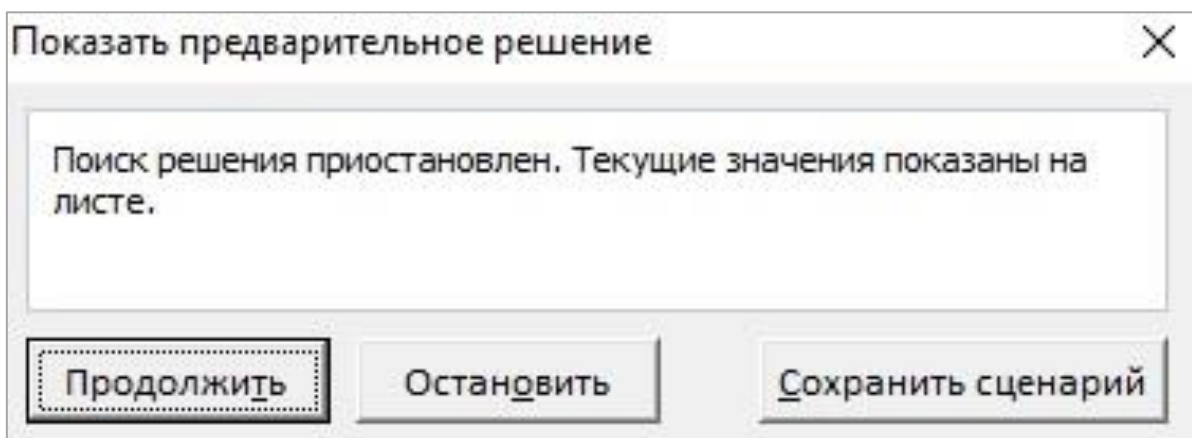 Показать предварительное решение
Поиск решения приостановлен. Текущие значения показаны на
листе.
Продолжить
Остановить
Сохранить сценарий